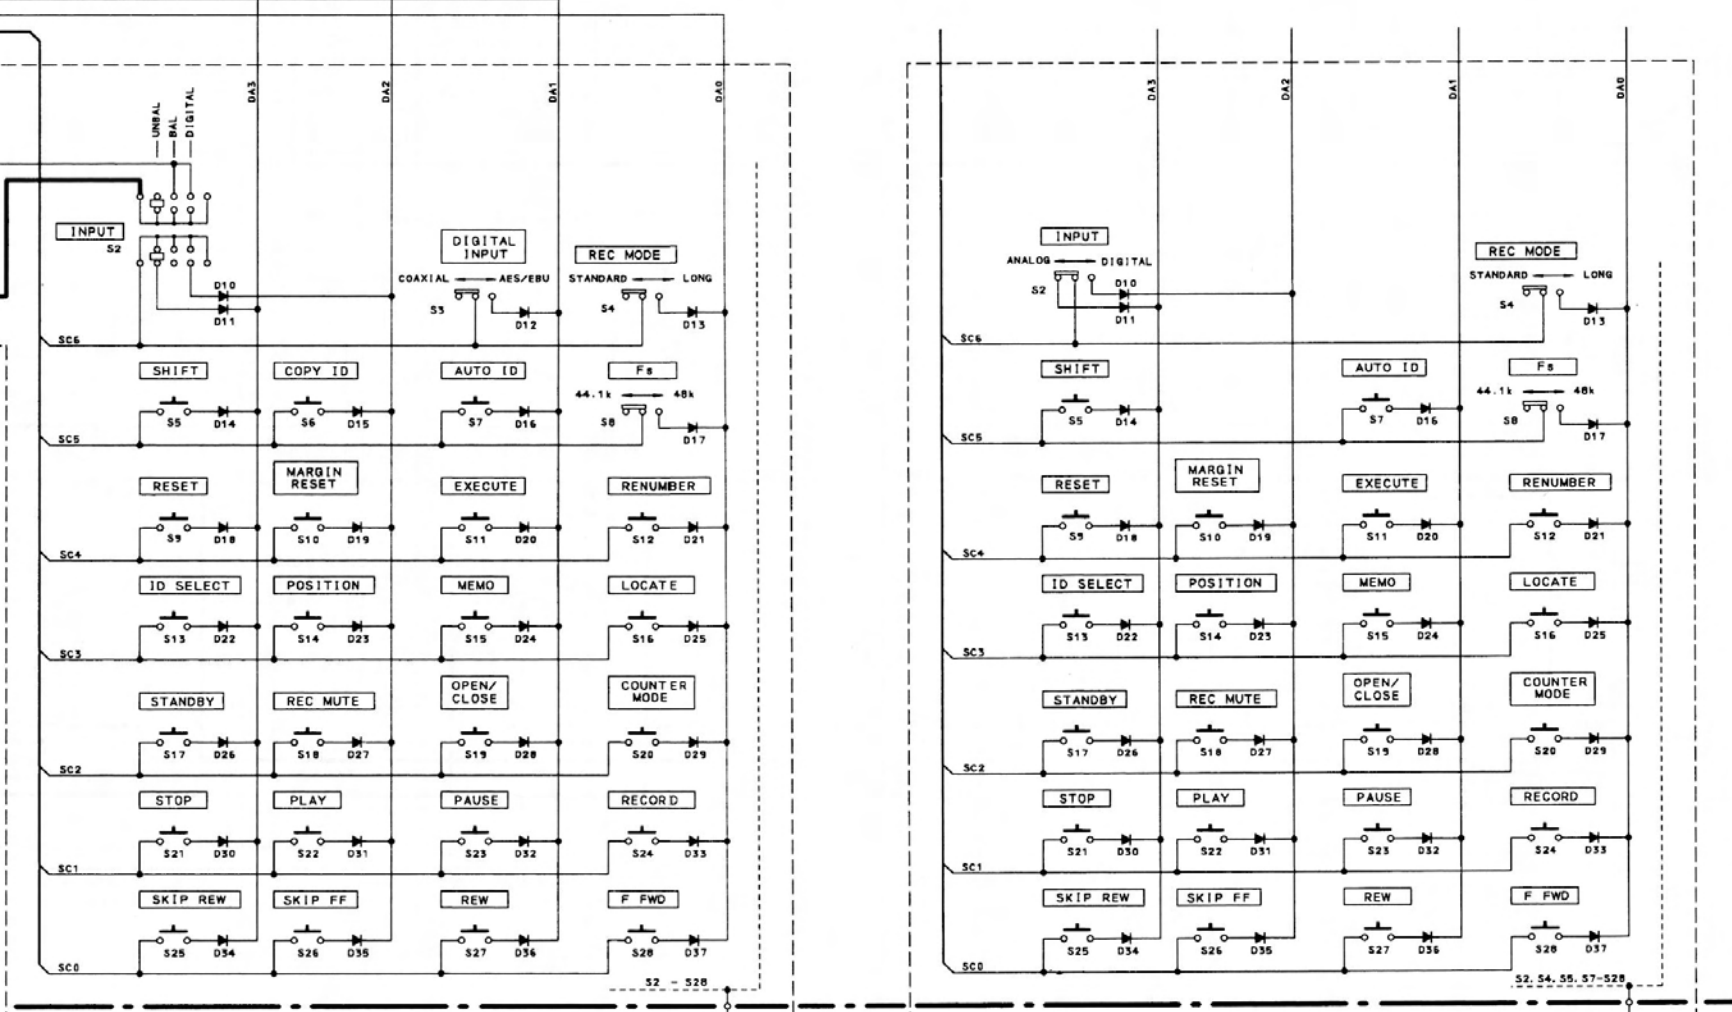 DA3 DA2 DA1 DA0
UNBAL
BAL
DIGITAL
INPUT
S2
D10
D11
DIGITAL
INPUT
COAXIAL AES/EBU
S3
D12
REC MODE
STANDARD LONG
S4
D13
SC6
SHIFT COPY ID AUTO ID Fs
44.1k 48k
S5 D14 S6 D15 S7 D16 S8
D17
SC5
RESET MARGIN
RESET EXECUTE RENUMBER
S9 D18 S10 D19 S11 D20 S12 D21
SC4
ID SELECT POSITION MEMO LOCATE
S13 D22 S14 D23 S15 D24 S16 D25
SC3
STANDBY REC MUTE OPEN/
CLOSE COUNTER
MODE
S17 D26 S18 D27 S19 D28 S20 D29
SC2
STOP PLAY PAUSE RECORD
S21 D30 S22 D31 S23 D32 S24 D33
SC1
SKIP REW SKIP FF REW F FWD
S25 D34 S26 D35 S27 D36 S28 D37
SC0
S2 - S28
DA3 DA2 DA1 DA0
INPUT
ANALOG DIGITAL
S2
D10
D11
REC MODE
STANDARD LONG
S4
D13
SC6
SHIFT AUTO ID Fs
44.1k 48k
S5 D14 S7 D16 S8
D17
SC5
RESET MARGIN
RESET EXECUTE RENUMBER
S9 D18 S10 D19 S11 D20 S12 D21
SC4
ID SELECT POSITION MEMO LOCATE
S13 D22 S14 D23 S15 D24 S16 D25
SC3
STANDBY REC MUTE OPEN/
CLOSE COUNTER
MODE
S17 D26 S18 D27 S19 D28 S20 D29
SC2
STOP PLAY PAUSE RECORD
S21 D30 S22 D31 S23 D32 S24 D33
SC1
SKIP REW SKIP FF REW F FWD
S25 D34 S26 D35 S27 D36 S28 D37
SC0
S2. S4. S5. S7-S28